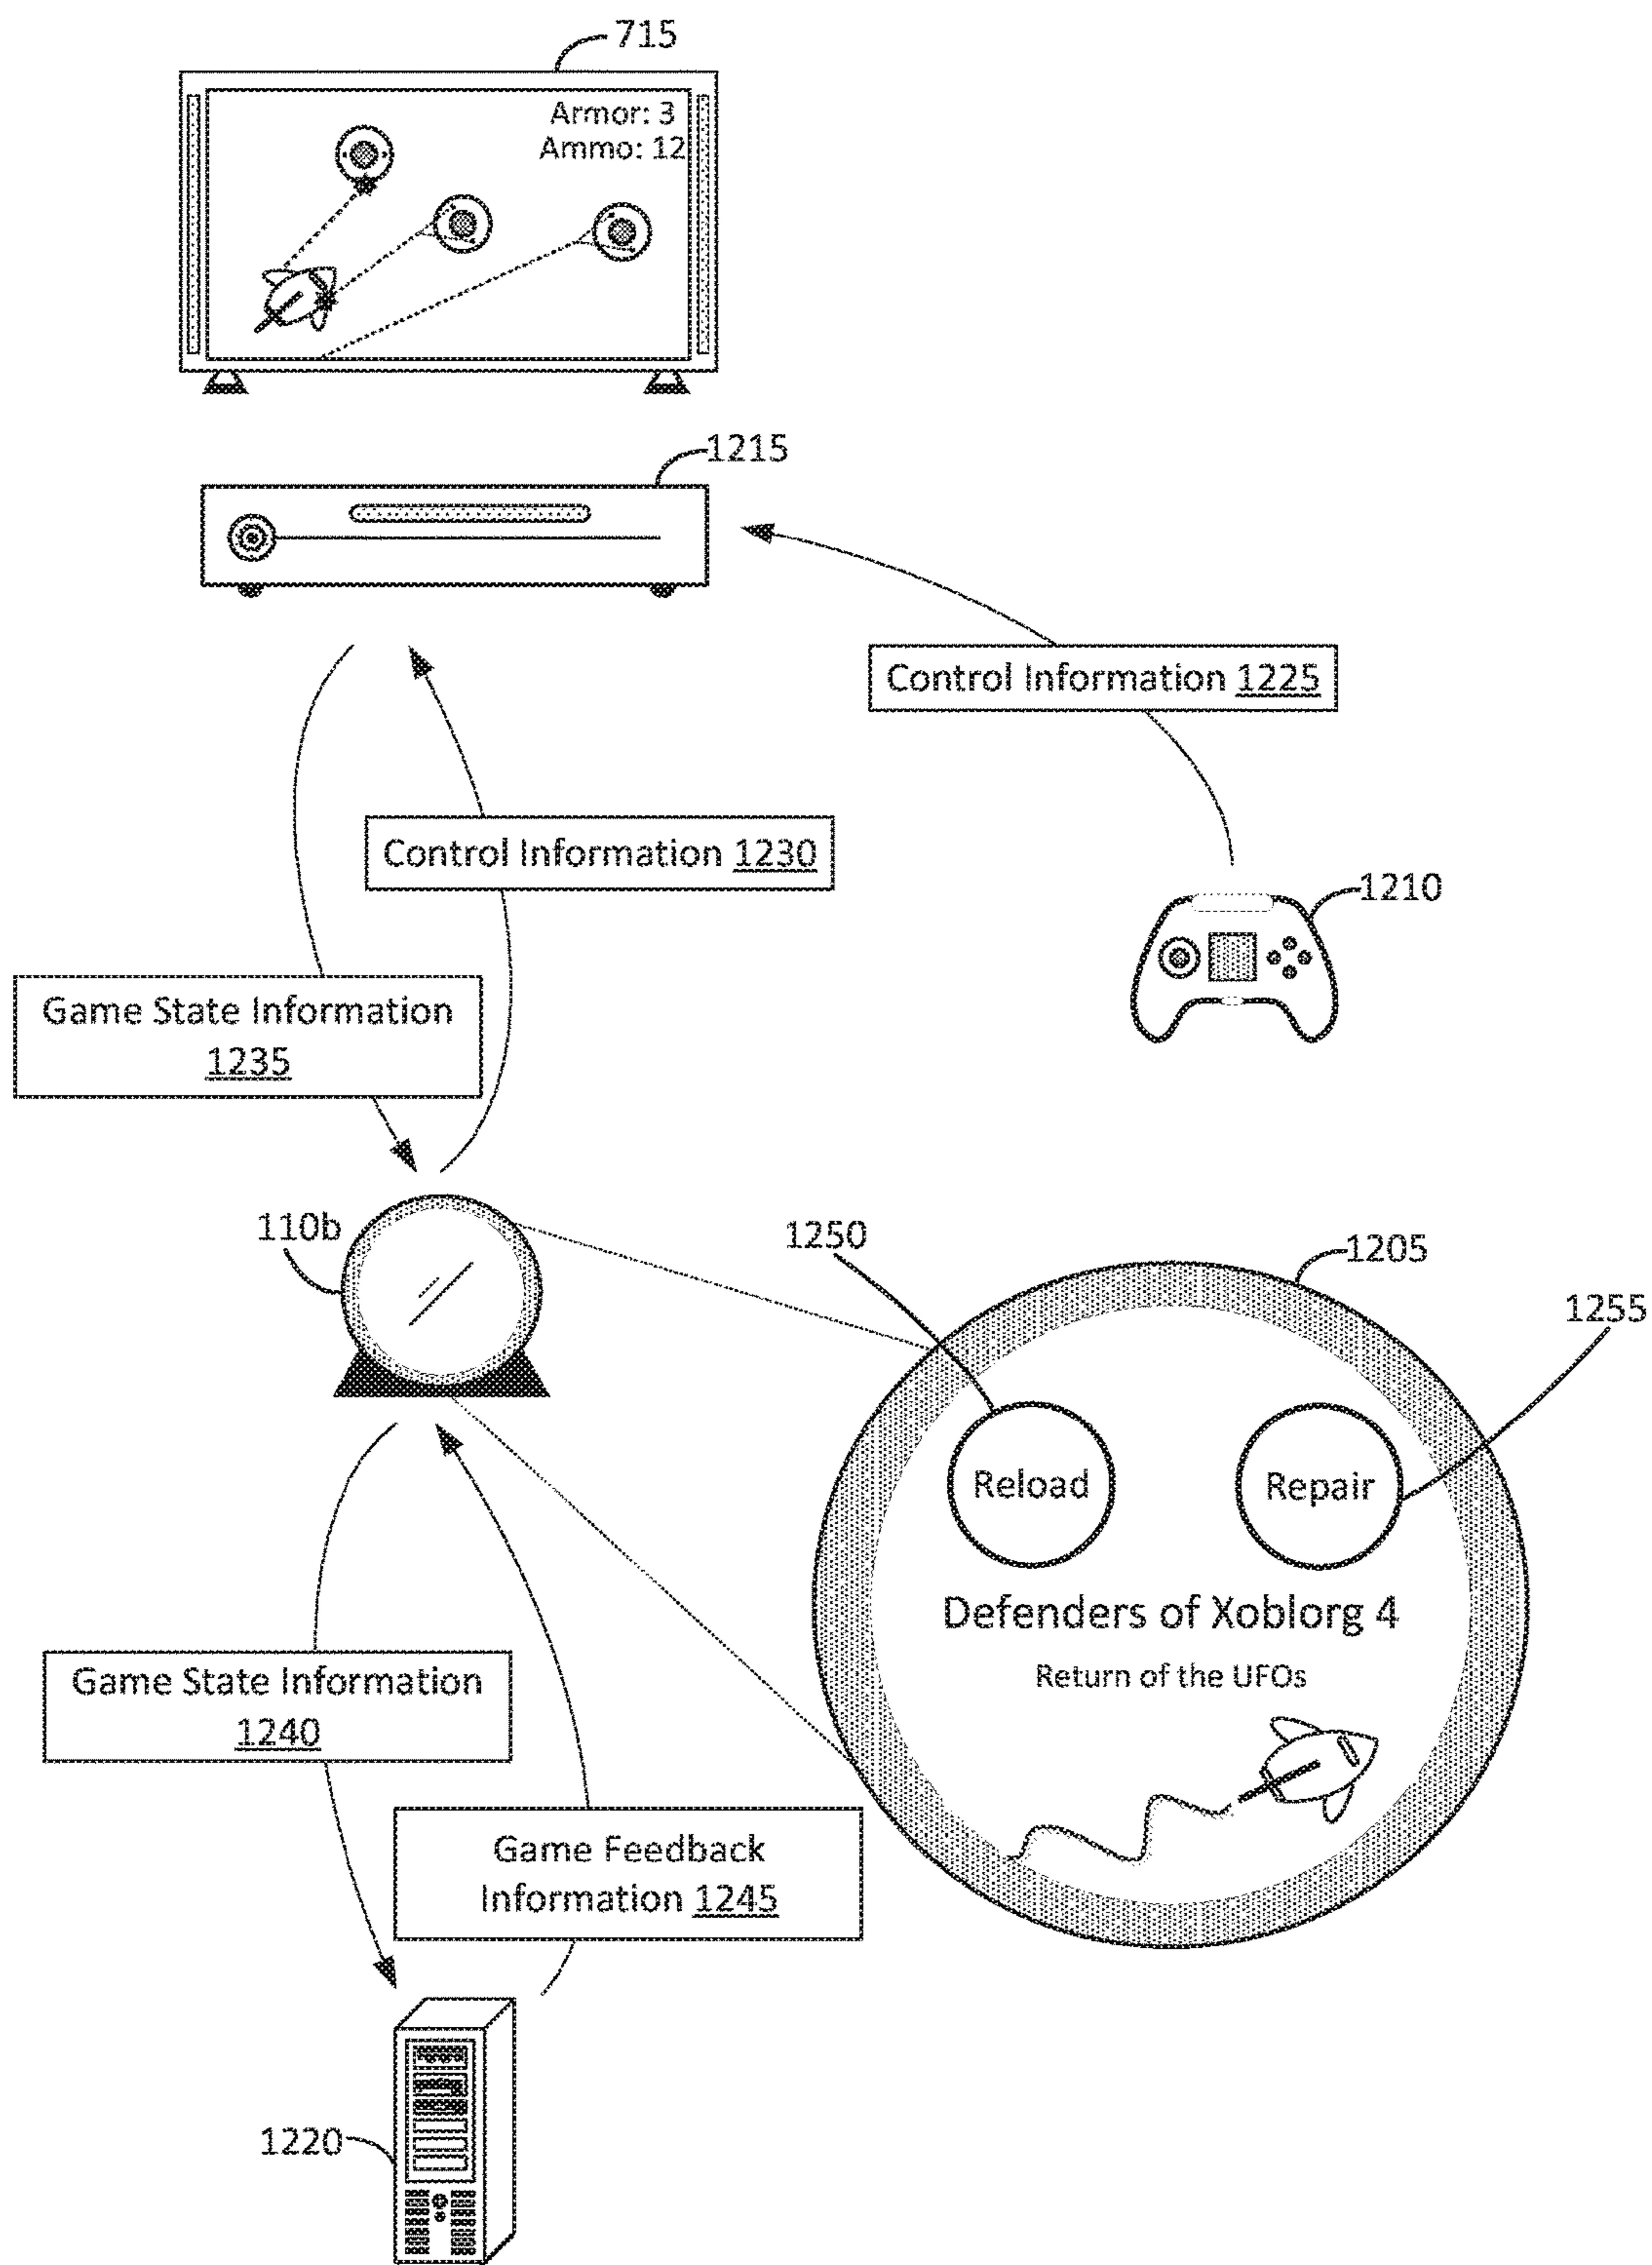 715
Armor: 3
Ammo: 12
1215
Control Information 1225
Control Information 1230
1210
Game State Information
1235
110b
1250
1205
1255
Reload
Repair
Defenders of Xoblorg 4
Return of the UFOs
Game State Information
1240
Game Feedback
Information 1245
1220